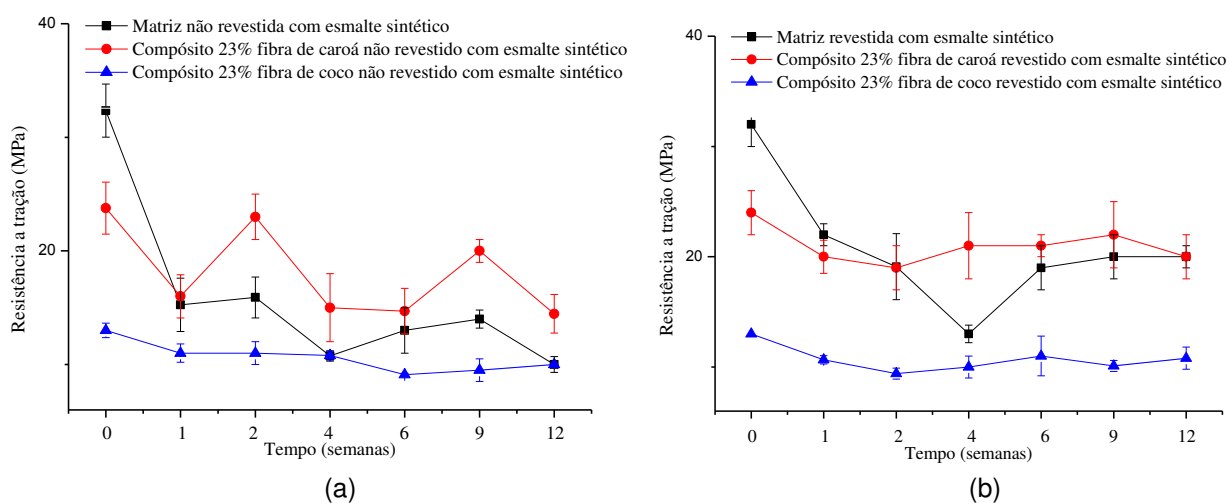 40
20
Resistência a tração (MPa)
Matriz não revestida com esmalte sintético
Compósito 23% fibra de caroá não revestido com esmalte sintético
Compósito 23% fibra de coco não revestido com esmalte sintético
0 1 2 4 6 9 12
Tempo (semanas)
(a)
40
20
Resistência a tração (MPa)
Matriz revestida com esmalte sintético
Compósito 23% fibra de caroá revestido com esmalte sintético
Compósito 23% fibra de coco revestido com esmalte sintético
0 1 2 4 6 9 12
Tempo (semanas)
(b)